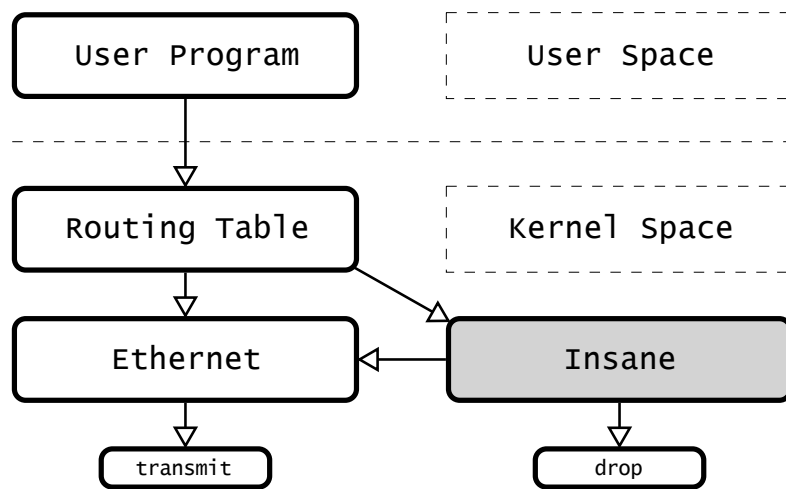 User Program
User Space
Routing Table
Kernel Space
Ethernet
Insane
transmit
drop